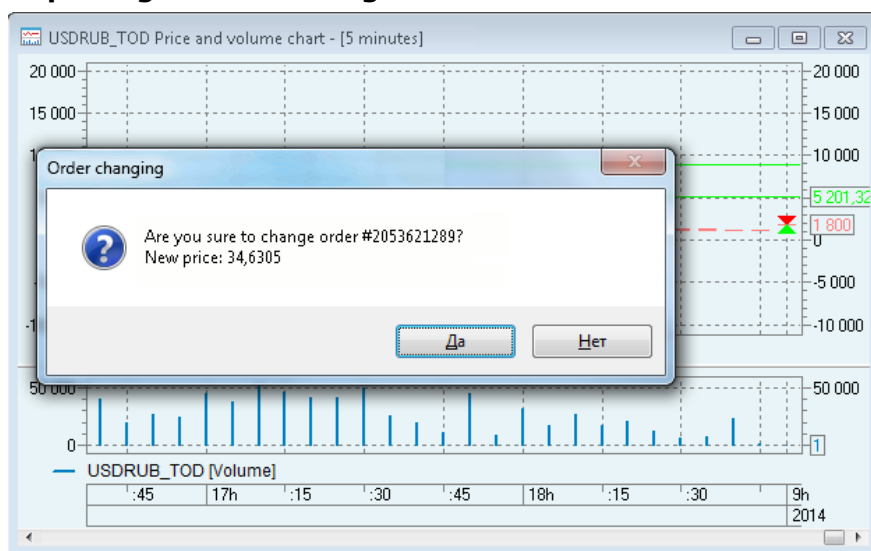 USDRUB_TOD Price and volume chart - [5 minutes]
20 000
20 000
15 000
15 000
10 000
Order changing
5 201,32
Are you sure to change order #2053621289?
New price: 34,6305
1 800
0
-5 000
Да
Нет
-10 000
50 000
50 000
0
1
USDRUB_TOD [Volume]
:45 17h :15 :30 :45 18h :15 :30 9h
2014